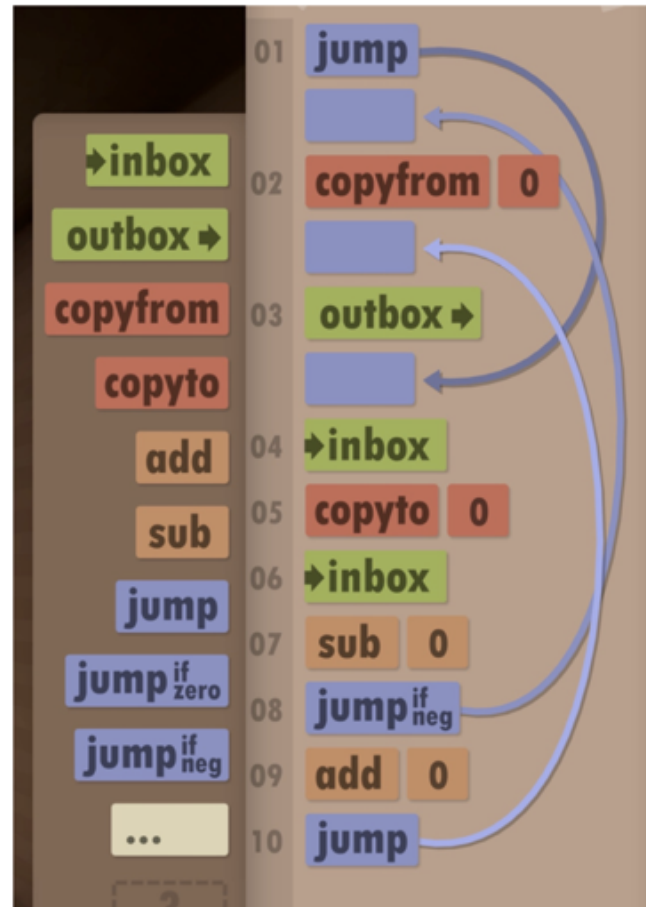 inbox
outbox
copyfrom
copyto
add
sub
jump
jump if zero
jump if neg
...
01 jump
02 copyfrom 0
03 outbox
04 inbox
05 copyto 0
06 inbox
07 sub 0
08 jump if neg
09 add 0
10 jump